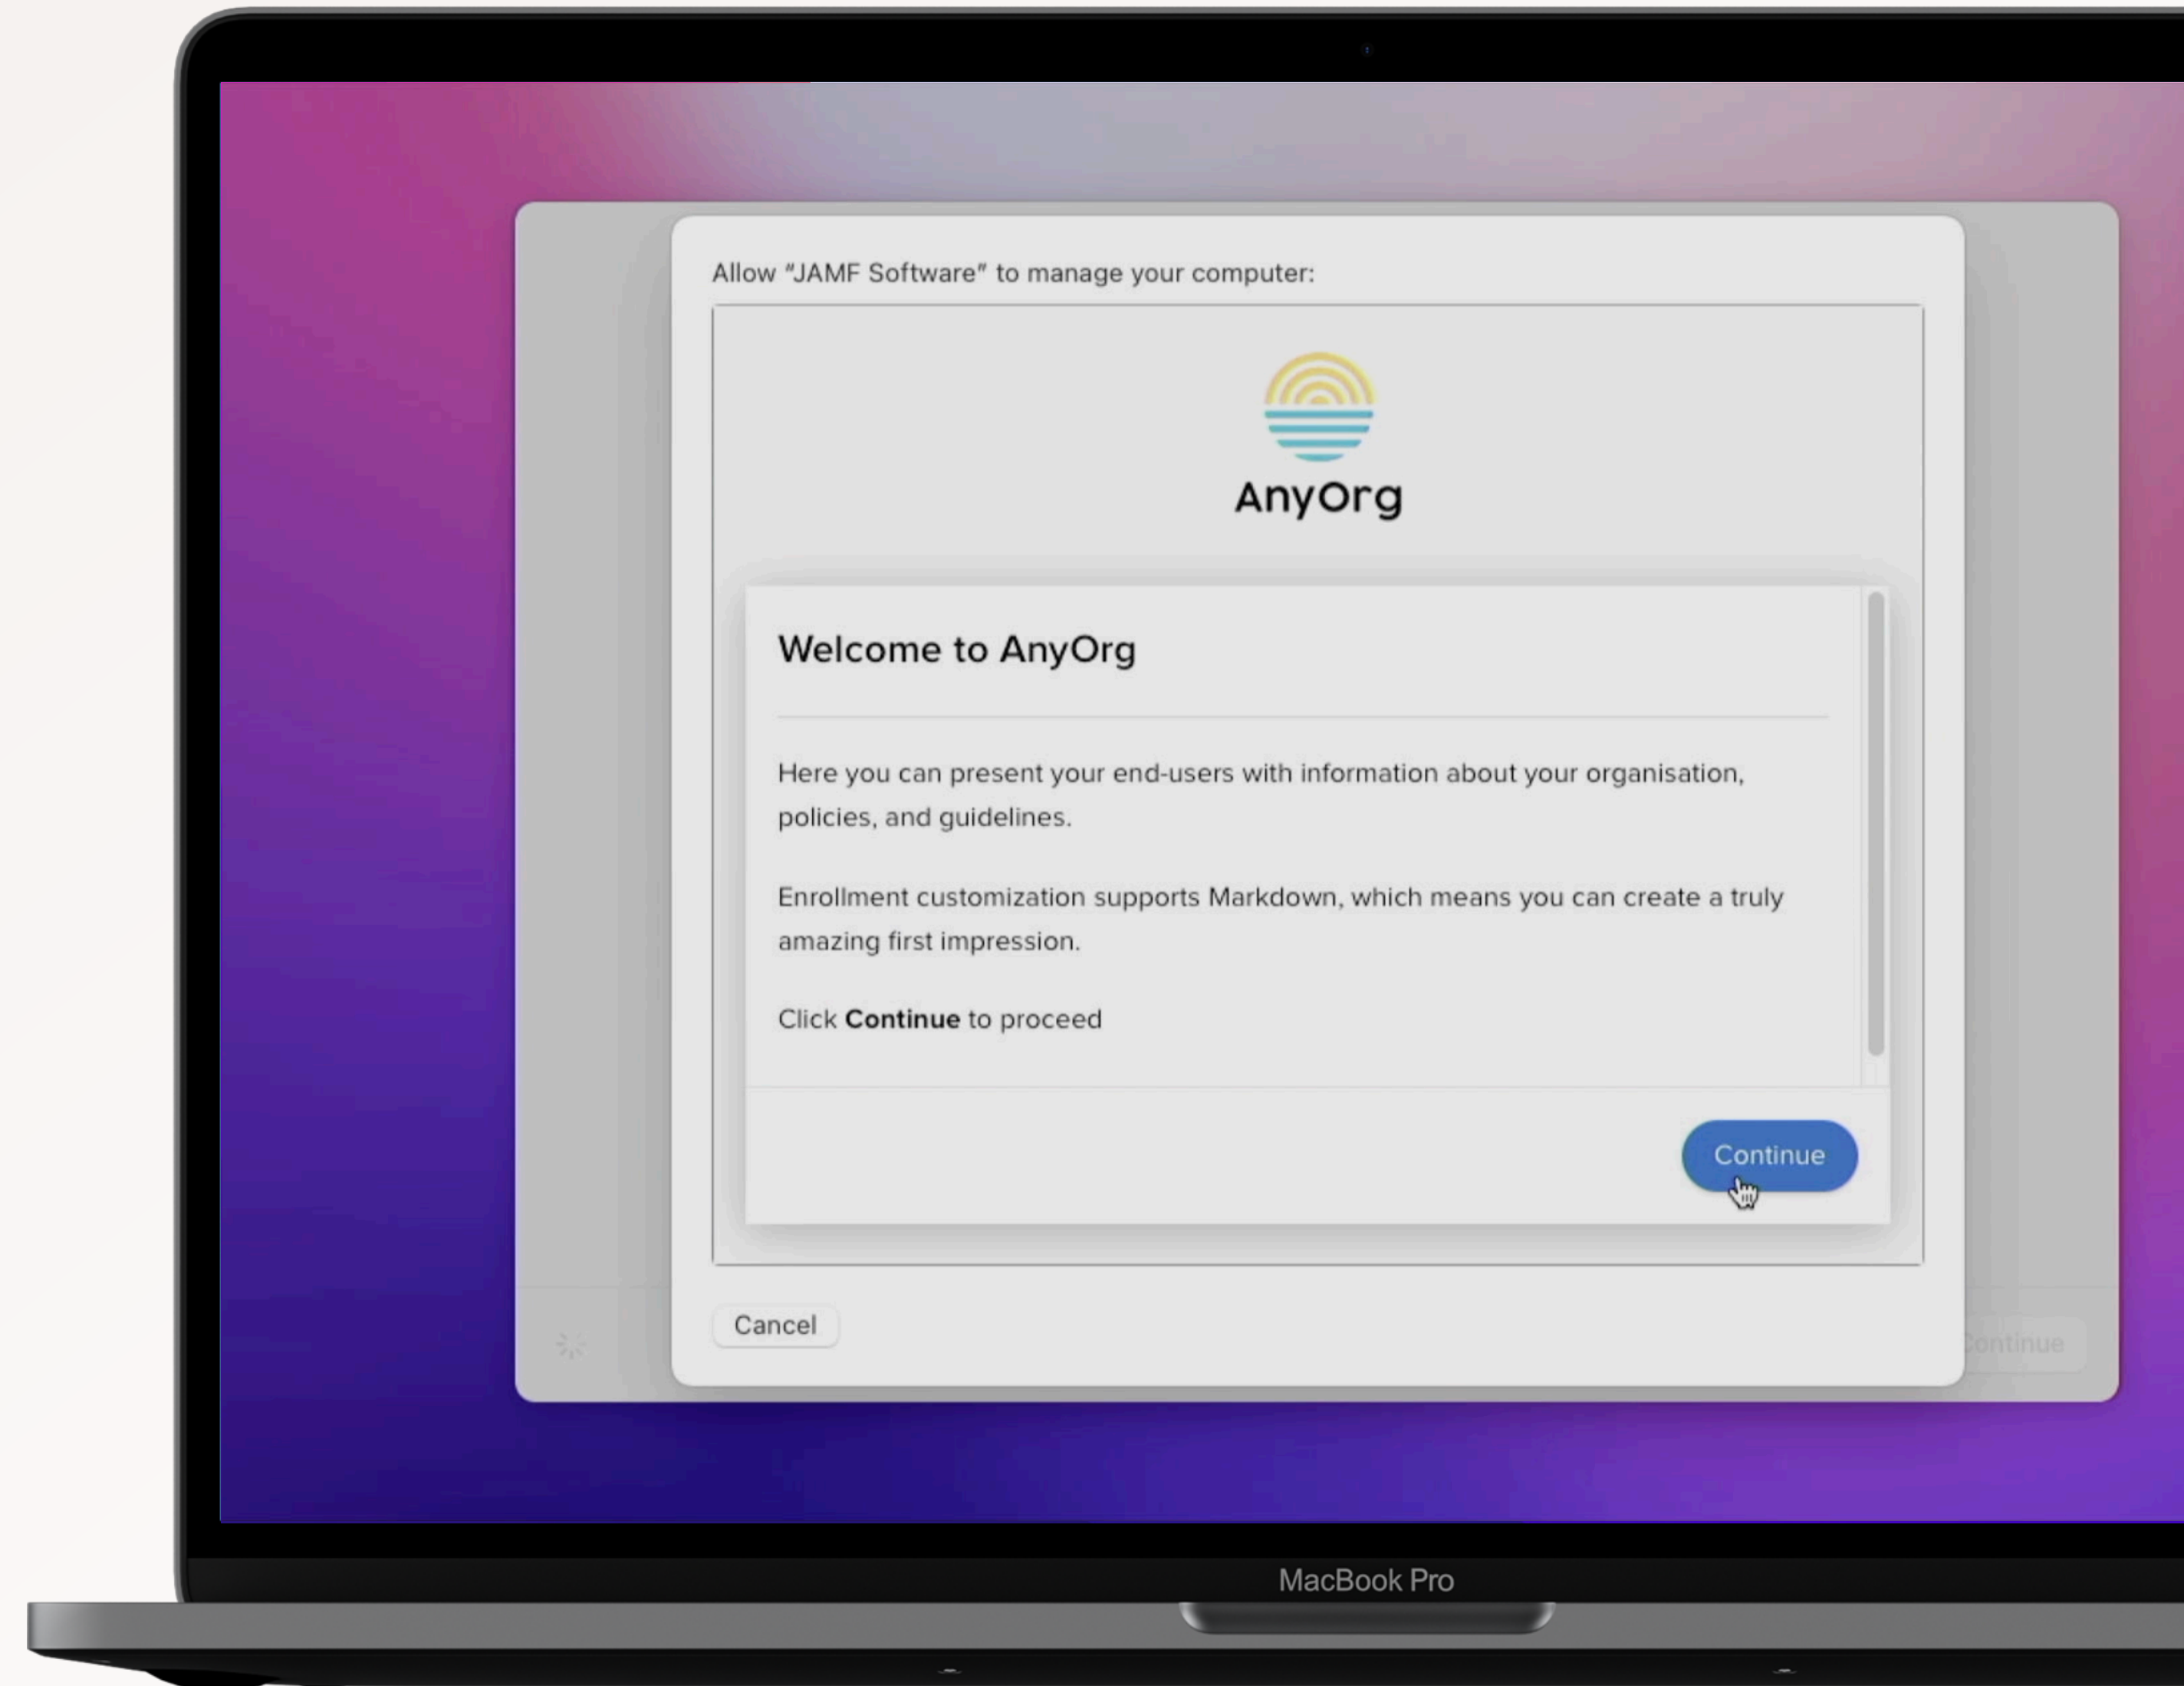 Allow “JAMF Software” to manage your computer:
AnyOrg
Welcome to AnyOrg
Here you can present your end-users with information about your organisation,
policies, and guidelines.
Enrollment customization supports Markdown, which means you can create a truly
amazing first impression.
Click Continue to proceed
Continue
Cancel
Continue
MacBook Pro